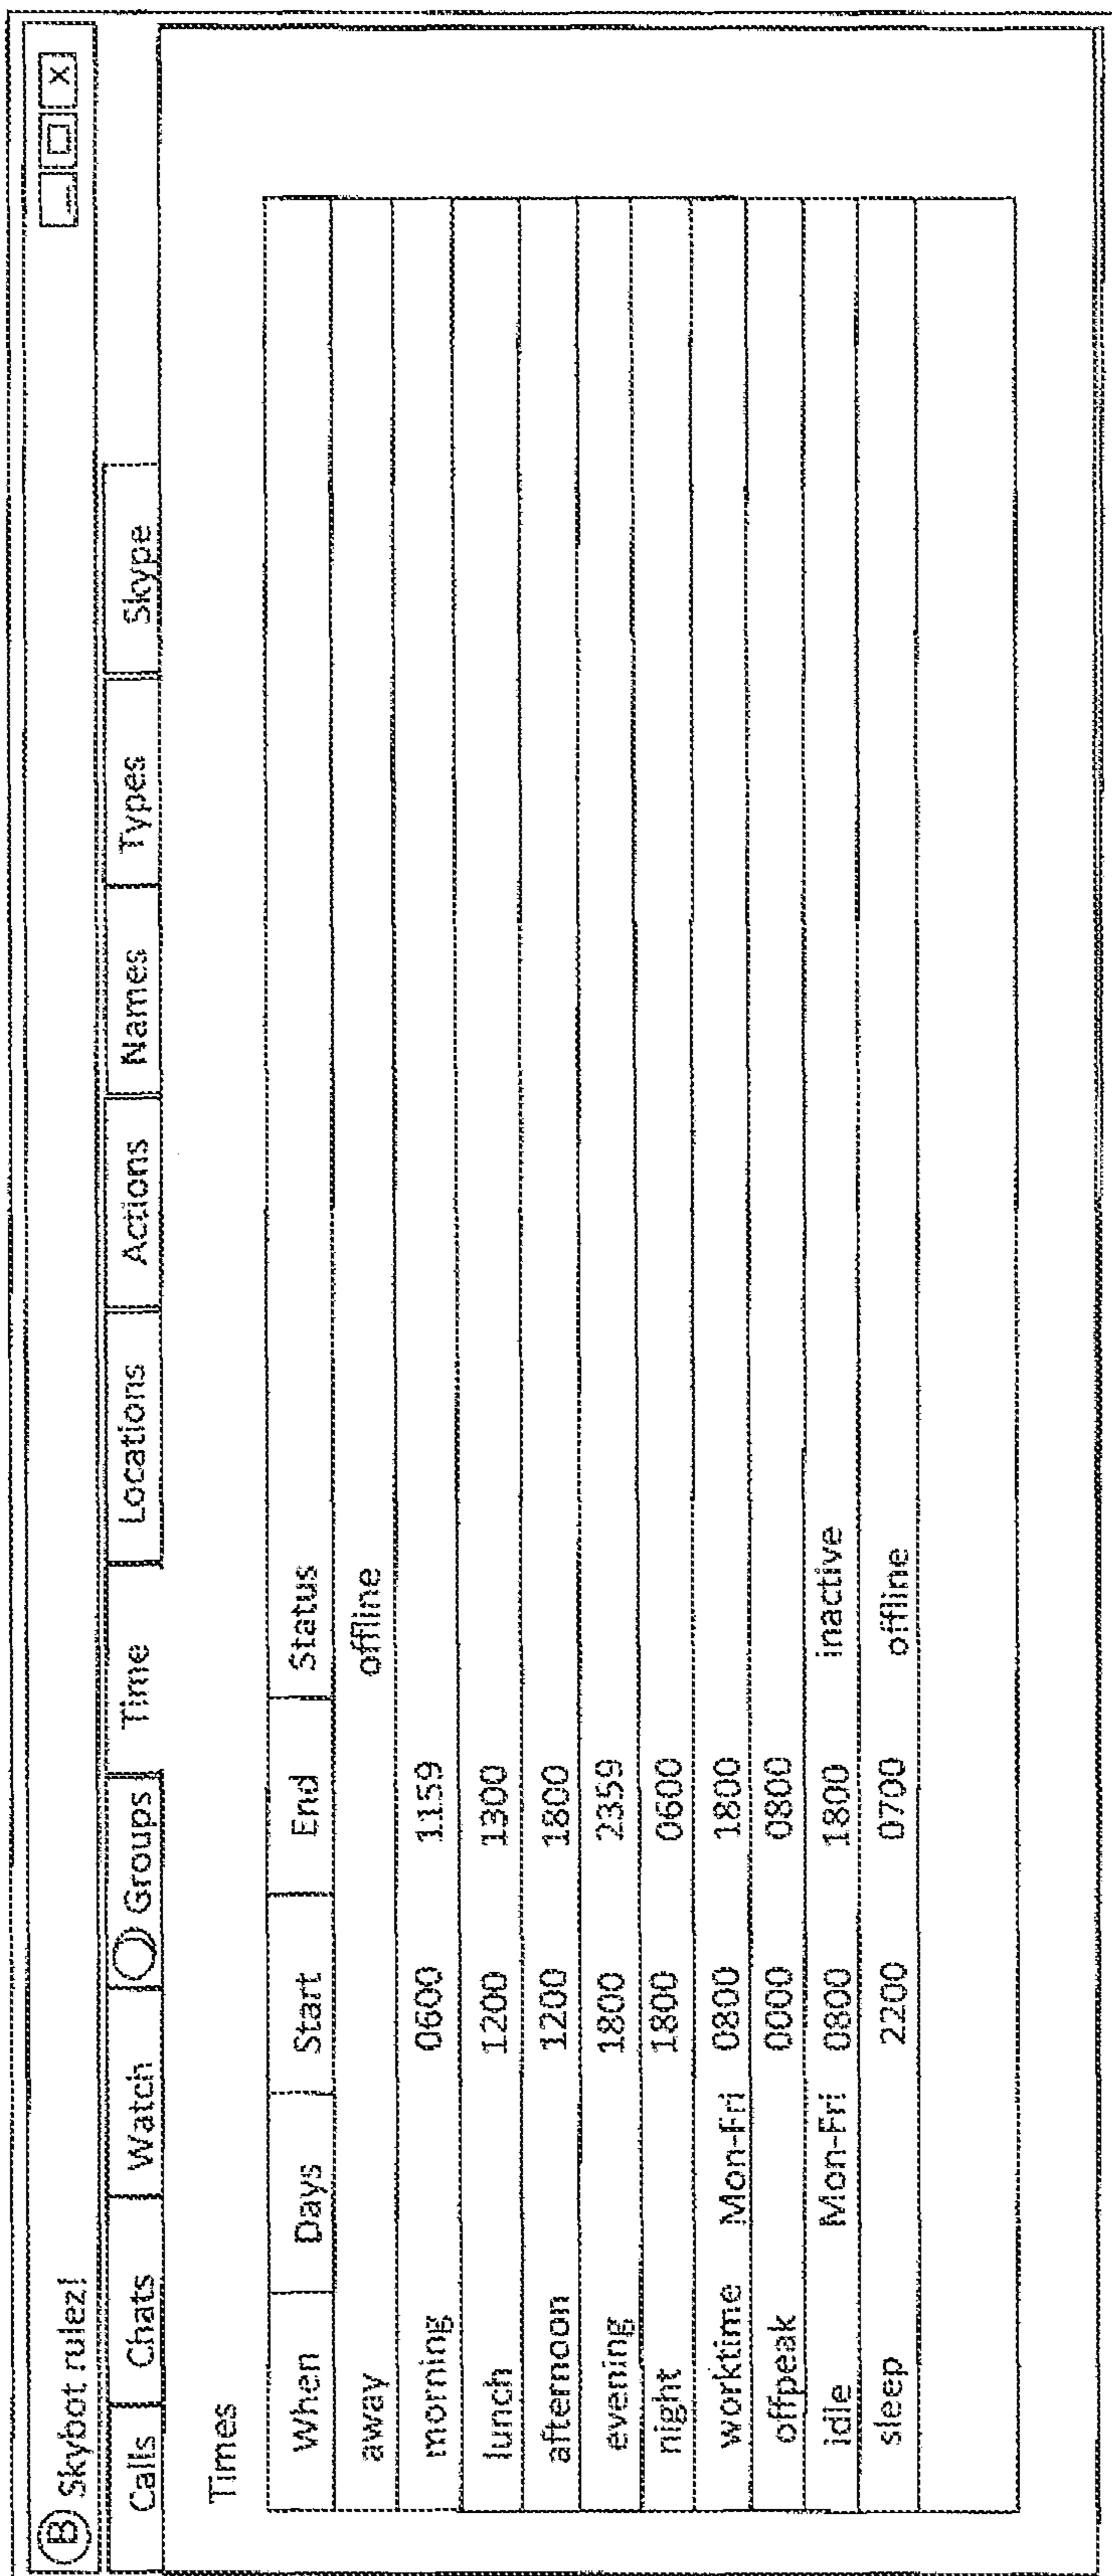 B Skybot rulez! _ □ x
Calls Chats Watch Groups Time Locations Actions Names Types Skype
Times
When Days Start End Status
away offline
morning 0600 1159
lunch 1200 1300
afternoon 1200 1800
evening 1800 2359
night 1800 0600
worktime Mon-Fri 0800 1800
offpeak 0000 0800
idle Mon-Fri 0800 1800 inactive
sleep 2200 0700 offline